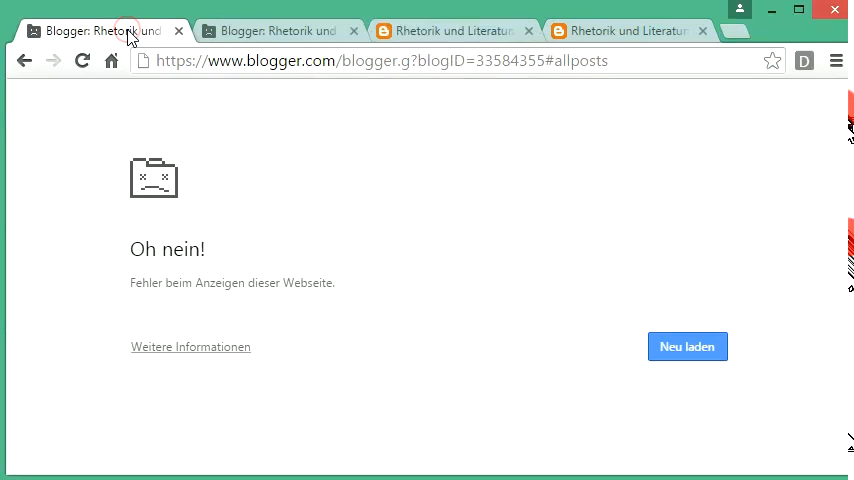 Blogger: Rhetorik und
Blogger: Rhetorik und
Rhetorik und Literatur
Rhetorik und Literatur
https://www.blogger.com/blogger.g?blogID=33584355#allposts
D
Oh nein!
Fehler beim Anzeigen dieser Webseite.
Weitere Informationen
Neu laden